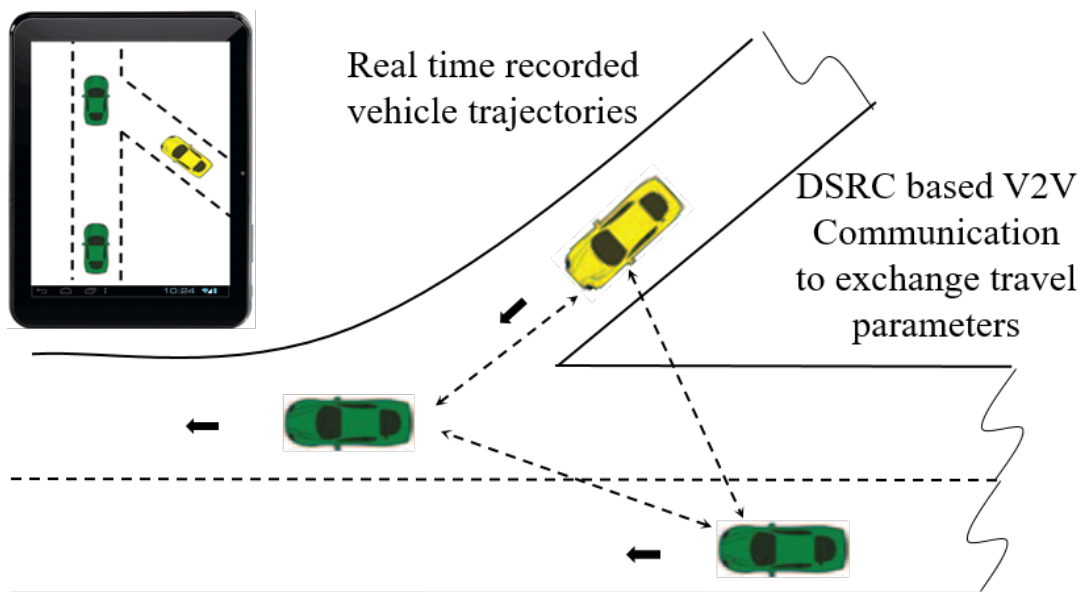 Real time recorded
vehicle trajectories
DSRC based V2V
Communication
to exchange travel
parameters
10:24